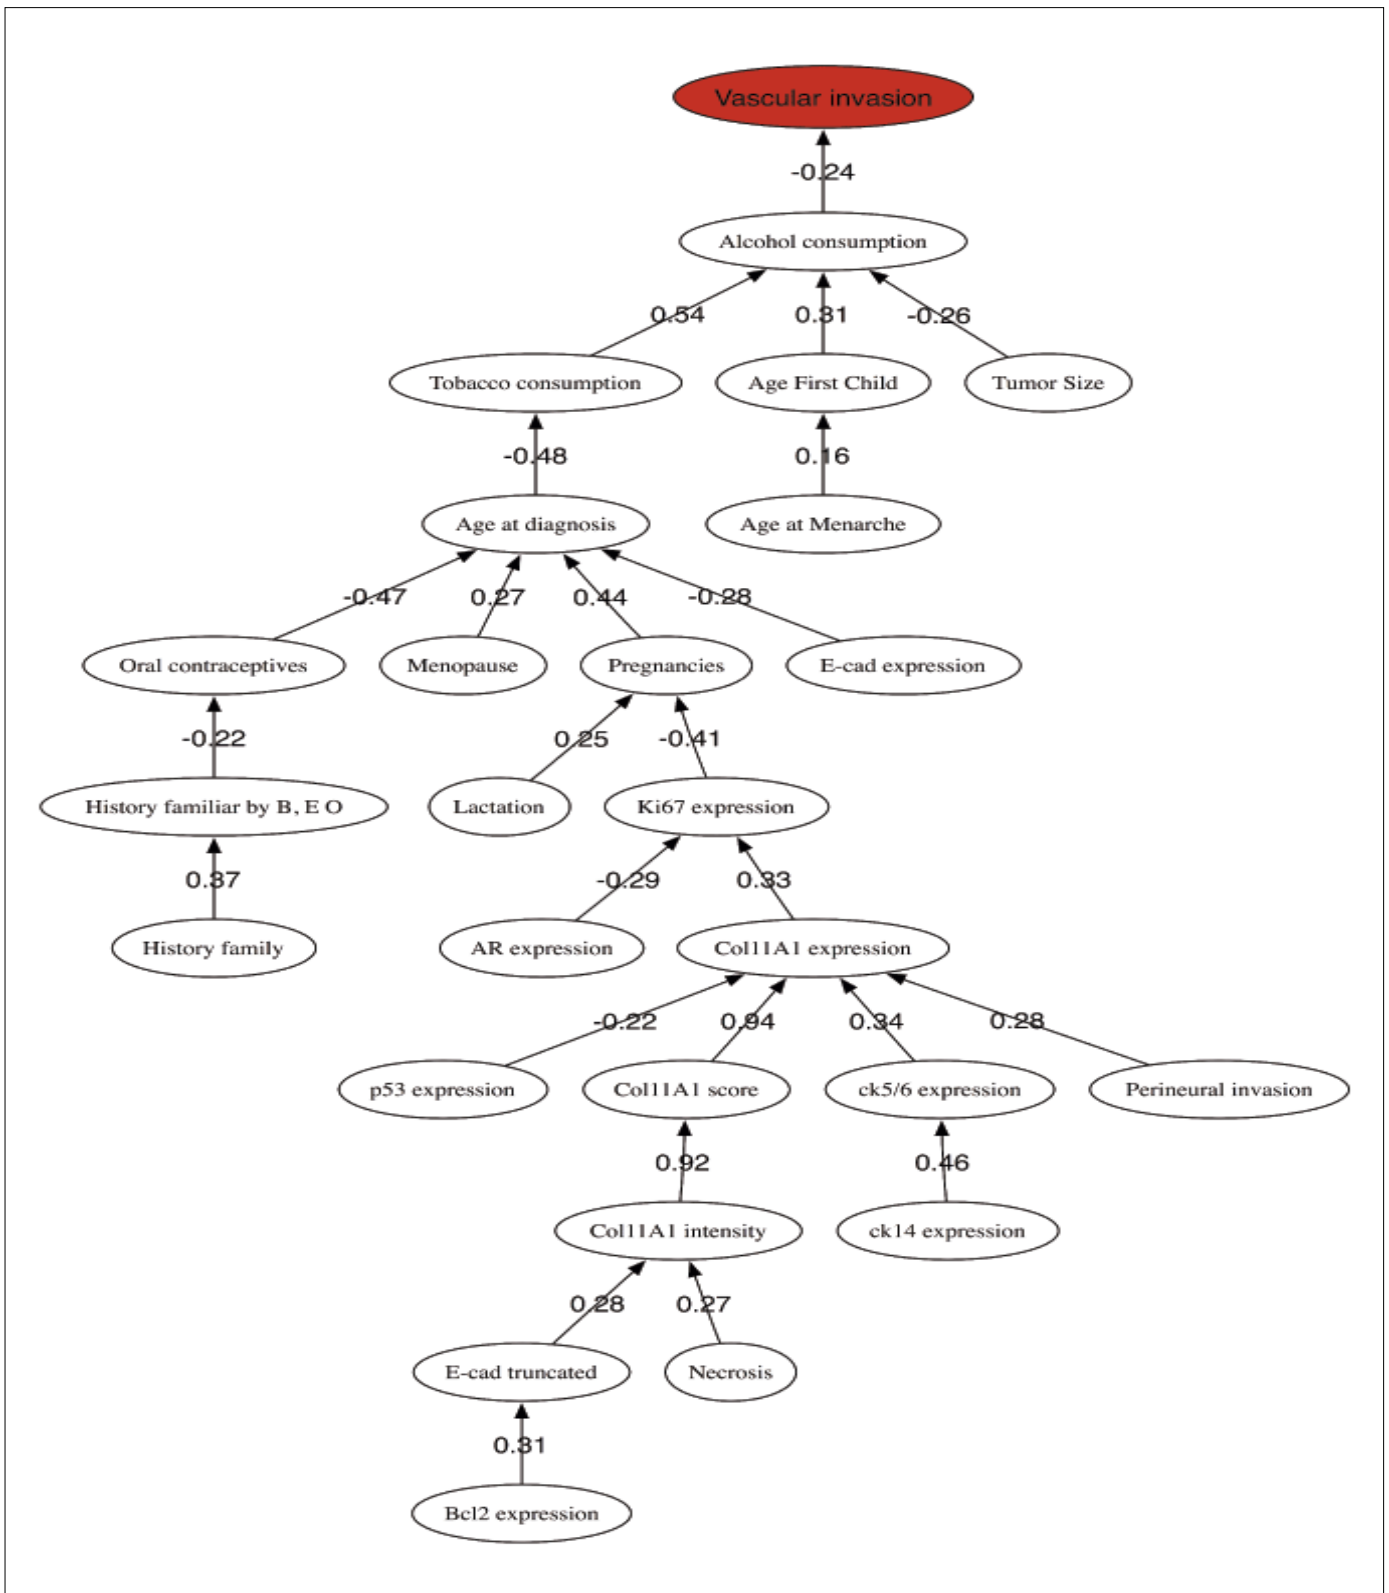 Vascular invasion
-0.24
Alcohol consumption
0.54 0.31 -0.26
Tobacco consumption Age First Child Tumor Size
-0.48 0.16
Age at diagnosis Age at Menarche
-0.47 0.27 0.44 -0.28
Oral contraceptives Menopause Pregnancies E-cad expression
-0.22 0.25 -0.41
History familiar by B, E O Lactation Ki67 expression
0.37 -0.29 0.33
History family AR expression Col11A1 expression
-0.22 0.94 0.34 0.28
p53 expression Col11A1 score ck5/6 expression Perineural invasion
0.92 0.46
Col11A1 intensity ck14 expression
0.28 0.27
E-cad truncated Necrosis
0.31
Bcl2 expression